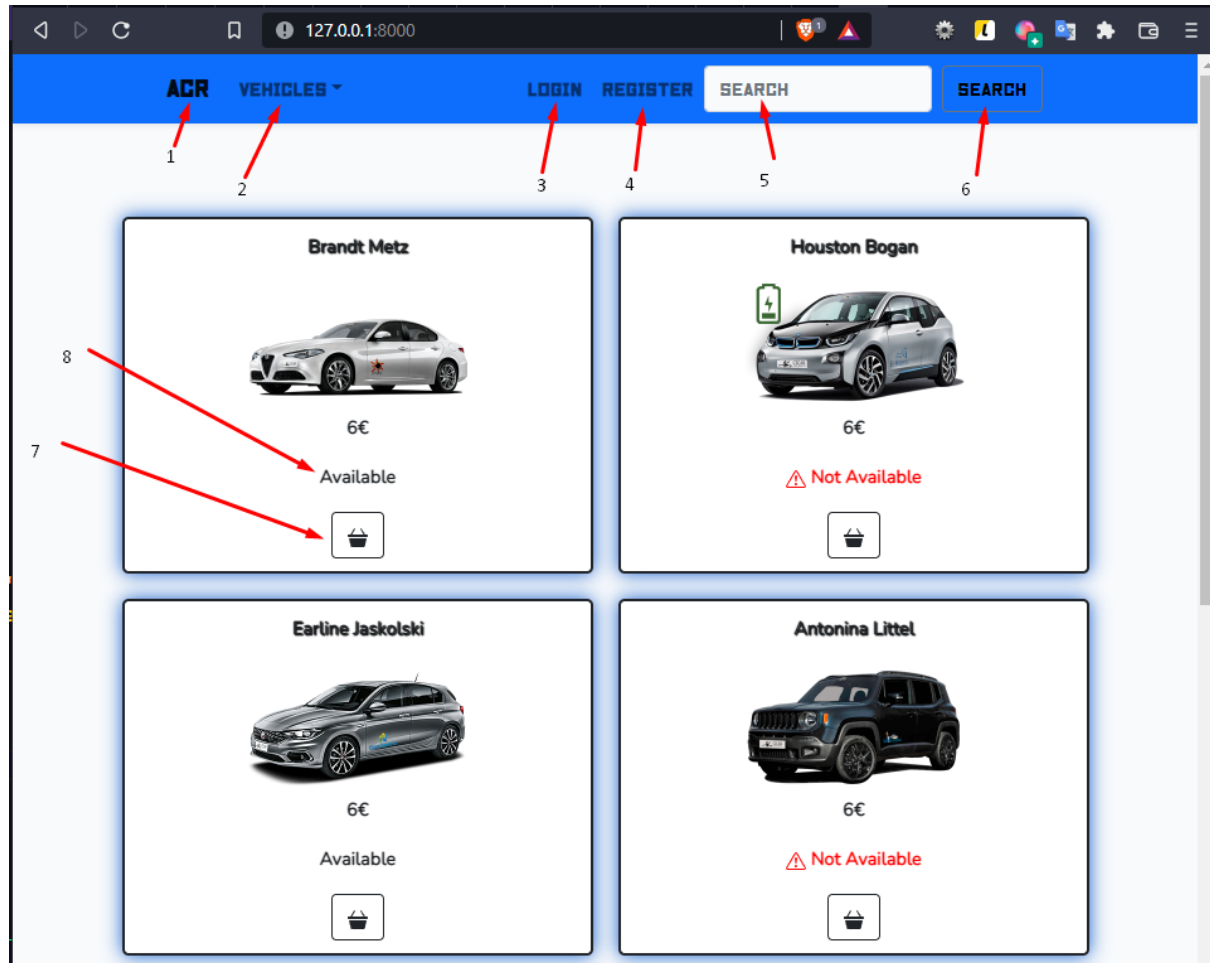 127.0.0.1:8000
1
ACR VEHICLES LOGIN REGISTER SEARCH SEARCH
1 2 3 4 5 6
Brandt Metz
6€
Available
Houston Bogan
6€
Not Available
8
7
Earline Jaskolski
6€
Available
Antonina Littel
6€
Not Available